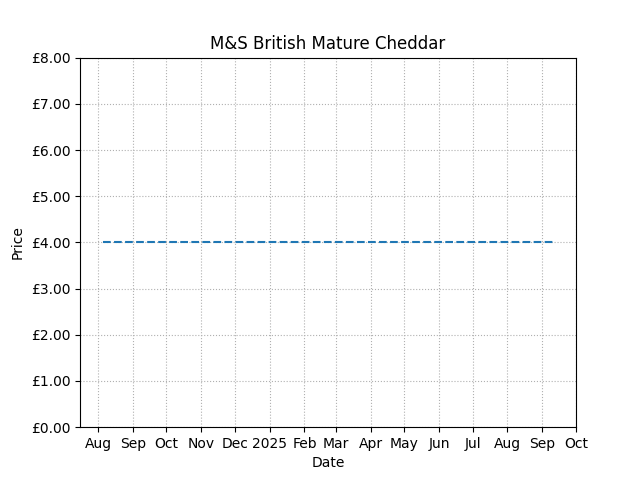 M&S British Mature Cheddar
£8.00
£7.00
£6.00
£5.00
£4.00
£3.00
£2.00
£1.00
£0.00
Price
Aug Sep Oct Nov Dec 2025 Feb Mar Apr May Jun Jul Aug Sep Oct
Date